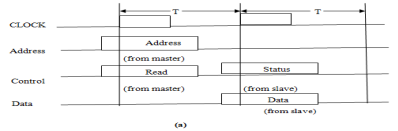 T T
CLOCK
Address Address
(from master)
Control Read Status
(from master) (from slave)
Data Data
(from slave)
(a)